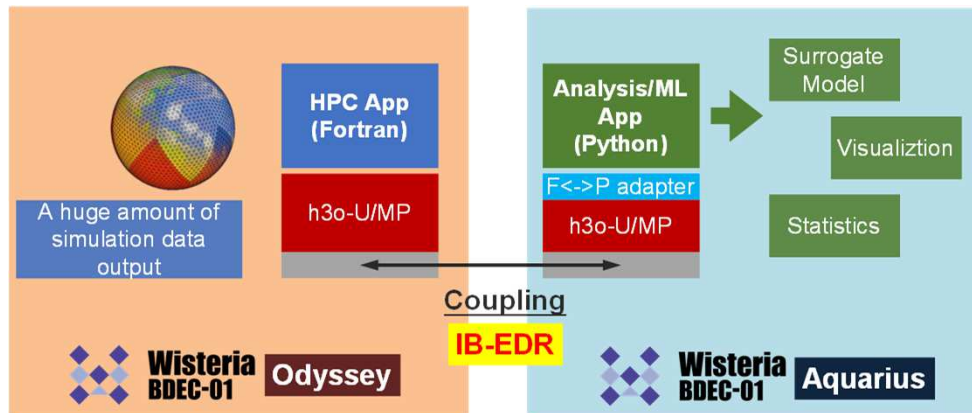 HPC App
(Fortran)
h3o-U/MP
A huge amount of
simulation data
output
Analysis/ML
App
(Python)
F<->P adapter
h3o-U/MP
Surrogate
Model
Visualiztion
Statistics
Coupling
IB-EDR
Wisteria
BDEC-01
Odyssey
Wisteria
BDEC-01
Aquarius